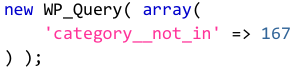 new WP_Query( array(
    'category__not_in' => 167
) );